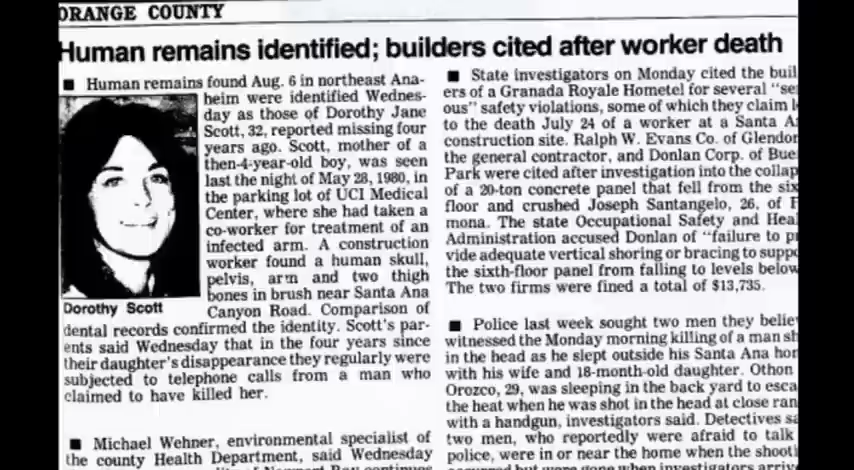 ORANGE COUNTY
Human remains identified; builders cited after worker death
■ Human remains found Aug. 6 in northeast Ana-
heim were identified Wednes-
day as those of Dorothy Jane
Scott, 32, reported missing four
years ago. Scott, mother of a
then-4-year-old boy, was seen
last the night of May 28, 1980, in
the parking lot of UCI Medical
Center, where she had taken a
co-worker for treatment of an
infected arm. A construction
worker found a human skull,
pelvis, arm and two thigh
bones in brush near Santa Ana
Canyon Road. Comparison of
Dorothy Scott
dental records confirmed the identity. Scott's par-
ents said Wednesday that in the four years since
their daughter's disappearance they regularly were
subjected to telephone calls from a man who
claimed to have killed her.
■ Michael Wehner, environmental specialist of
the county Health Department, said Wednesday
■ State investigators on Monday cited the buil
ers of a Granada Royale Hometel for several "se
ous" safety violations, some of which they claim l
to the death July 24 of a worker at a Santa A
construction site. Ralph W. Evans Co. of Glendor
the general contractor, and Donlan Corp. of Bue
Park were cited after investigation into the collap
of a 20-ton concrete panel that fell from the six
floor and crushed Joseph Santangelo, 26, of P
mona. The state Occupational Safety and Heal
Administration accused Donlan of "failure to p
vide adequate vertical shoring or bracing to suppo
the sixth-floor panel from falling to levels below
The two firms were fined a total of $13,735.
■ Police last week sought two men they believ
witnessed the Monday morning killing of a man sh
in the head as he slept outside his Santa Ana hom
with his wife and 18-month-old daughter. Othon
Orozco, 29, was sleeping in the back yard to esca
the heat when he was shot in the head at close ran
with a handgun, investigators said. Detectives sa
two men, who reportedly were afraid to talk
police, were in or near the home when the shooti